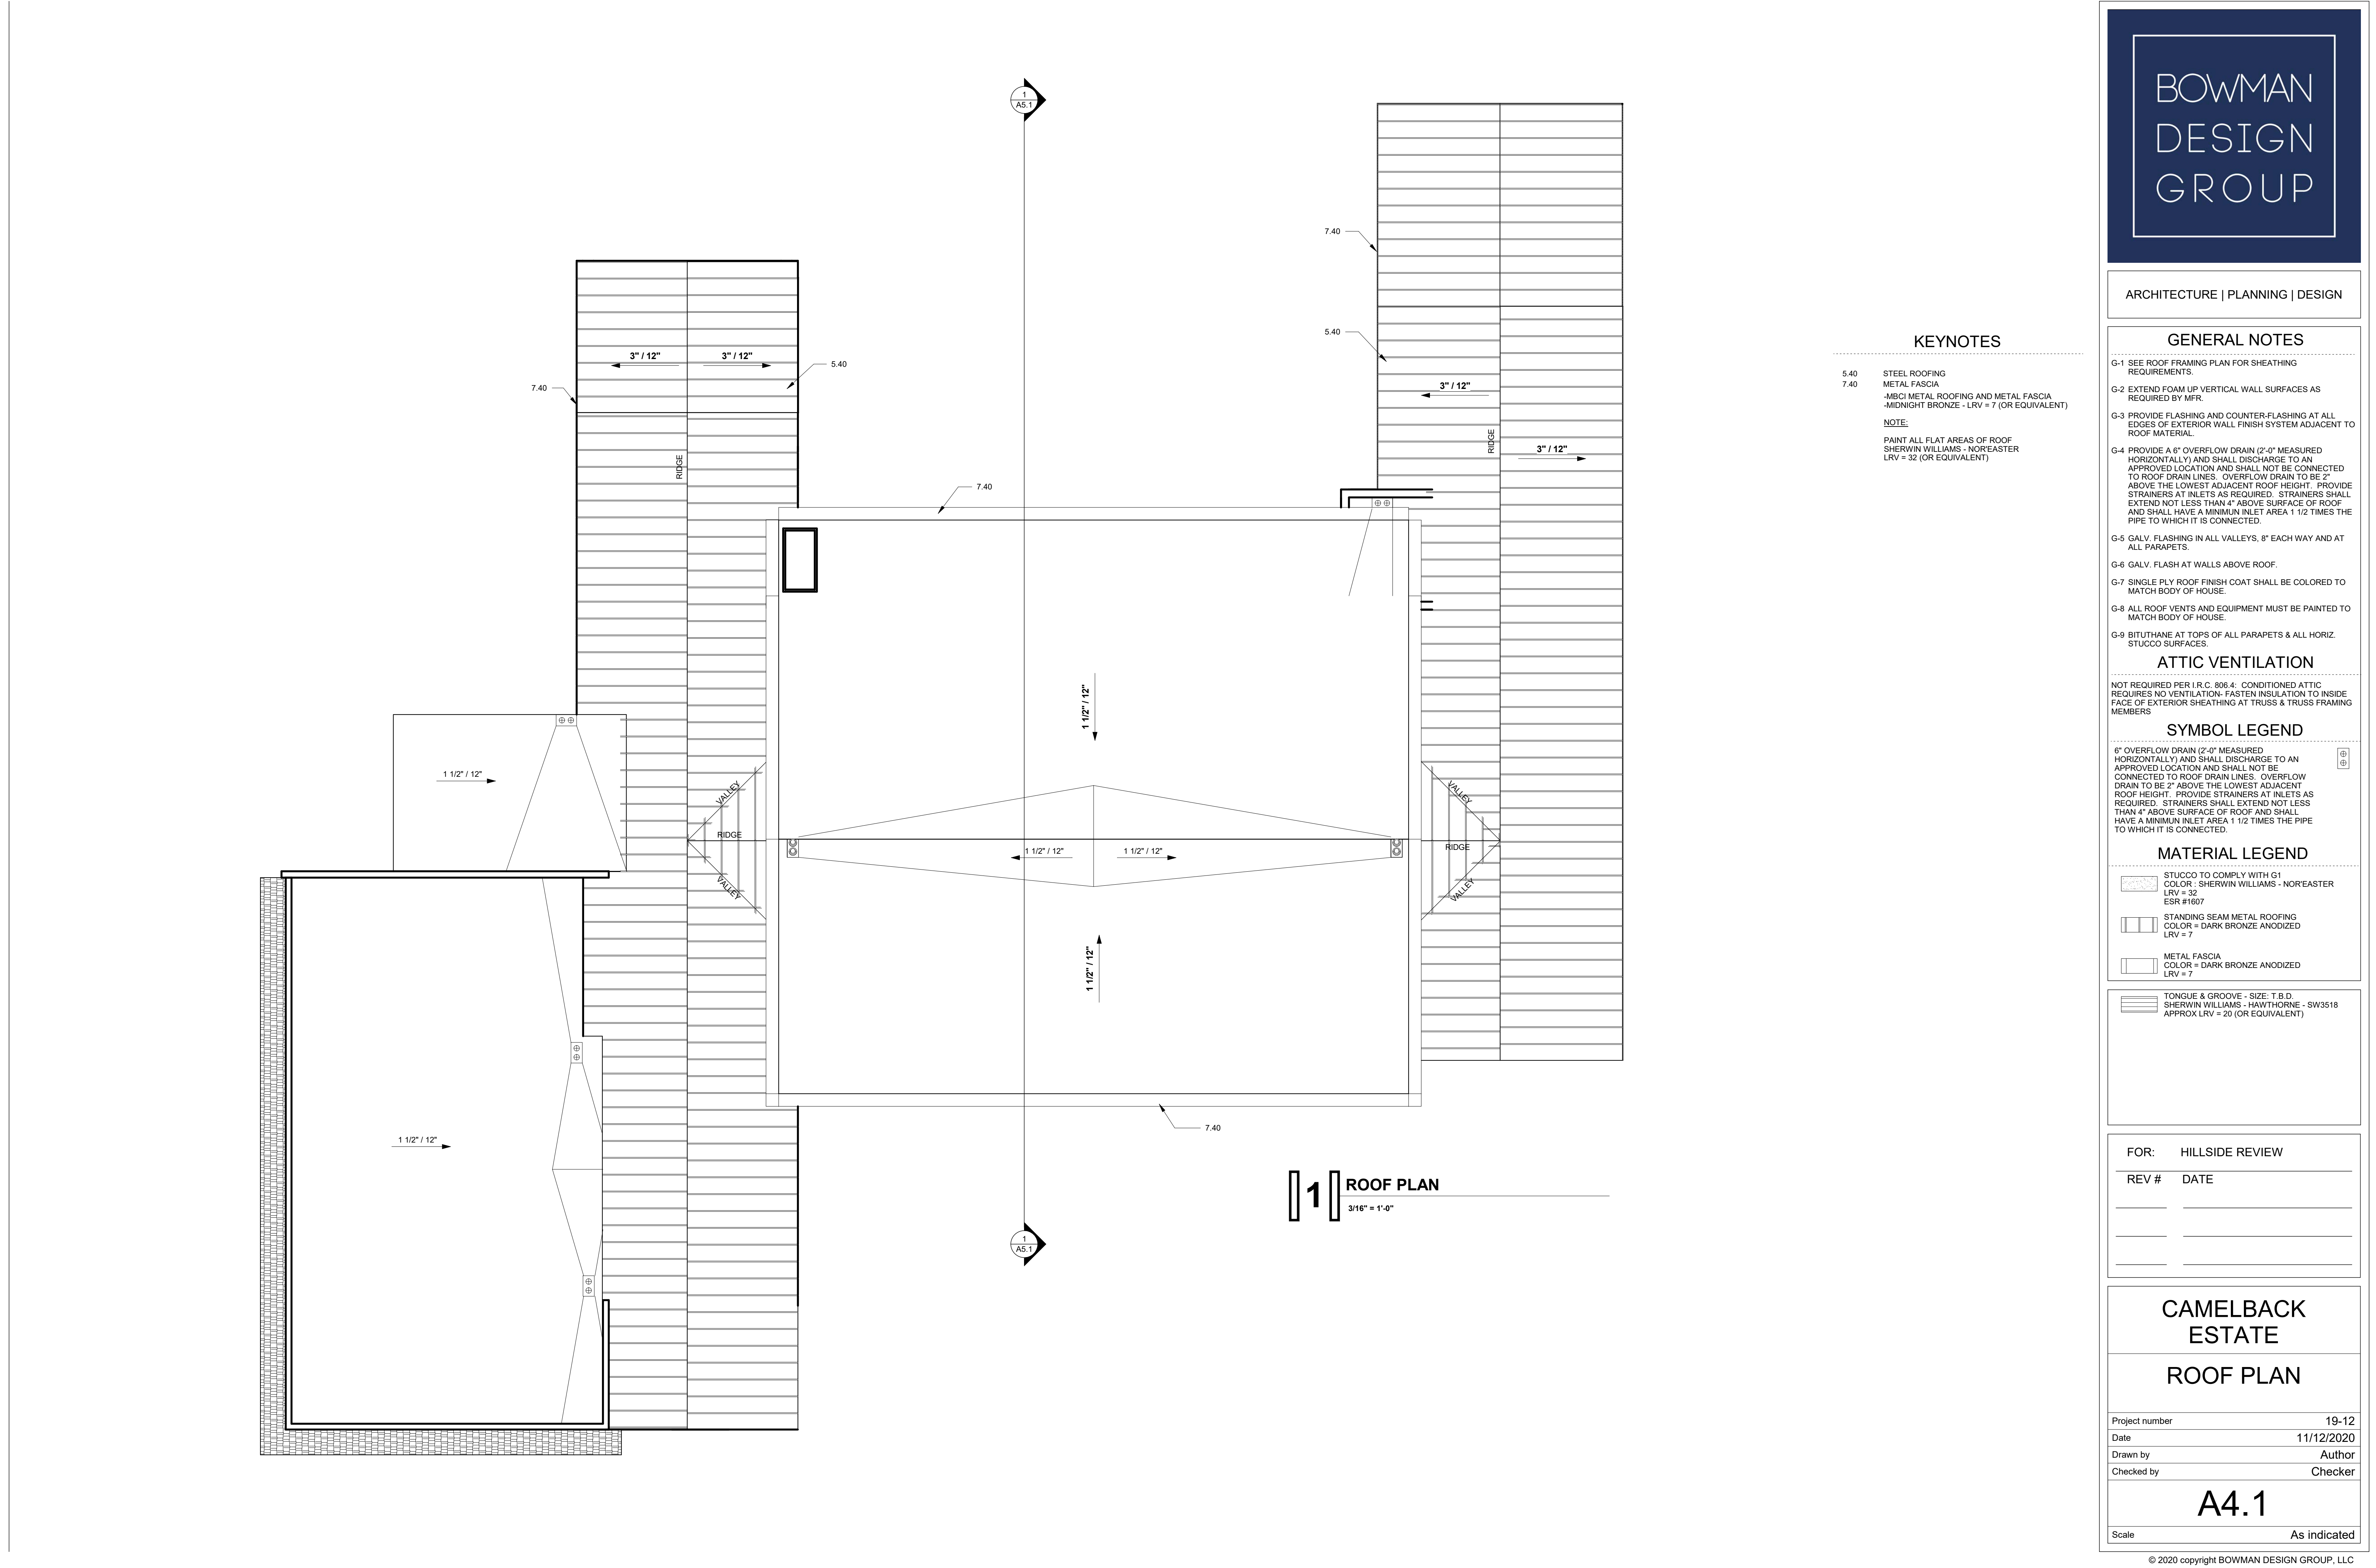 1
A5.1
7.40
3" / 12"
3" / 12"
5.40
7.40
RIDGE
7.40
5.40
3" / 12"
RIDGE
3" / 12"
7.40
1 1/2" / 12"
1 1/2" / 12"
VALLEY
RIDGE
VALLEY
1 1/2" / 12"
1 1/2" / 12"
VALLEY
RIDGE
VALLEY
1 1/2" / 12"
1 1/2" / 12"
7.40
1
ROOF PLAN
3/16" = 1'-0"
1
A5.1
KEYNOTES
5.40 STEEL ROOFING
7.40 METAL FASCIA
-MBCI METAL ROOFING AND METAL FASCIA
-MIDNIGHT BRONZE - LRV = 7 (OR EQUIVALENT)
NOTE:
PAINT ALL FLAT AREAS OF ROOF
SHERWIN WILLIAMS - NOR'EASTER
LRV = 32 (OR EQUIVALENT)
BOWMAN
DESIGN
GROUP
ARCHITECTURE | PLANNING | DESIGN
GENERAL NOTES
G-1 SEE ROOF FRAMING PLAN FOR SHEATHING
REQUIREMENTS.
G-2 EXTEND FOAM UP VERTICAL WALL SURFACES AS
REQUIRED BY MFR.
G-3 PROVIDE FLASHING AND COUNTER-FLASHING AT ALL
EDGES OF EXTERIOR WALL FINISH SYSTEM ADJACENT TO
ROOF MATERIAL.
G-4 PROVIDE A 6" OVERFLOW DRAIN (2'-0" MEASURED
HORIZONTALLY) AND SHALL DISCHARGE TO AN
APPROVED LOCATION AND SHALL NOT BE CONNECTED
TO ROOF DRAIN LINES. OVERFLOW DRAIN TO BE 2"
ABOVE THE LOWEST ADJACENT ROOF HEIGHT. PROVIDE
STRAINERS AT INLETS AS REQUIRED. STRAINERS SHALL
EXTEND NOT LESS THAN 4" ABOVE SURFACE OF ROOF
AND SHALL HAVE A MINIMUN INLET AREA 1 1/2 TIMES THE
PIPE TO WHICH IT IS CONNECTED.
G-5 GALV. FLASHING IN ALL VALLEYS, 8" EACH WAY AND AT
ALL PARAPETS.
G-6 GALV. FLASH AT WALLS ABOVE ROOF.
G-7 SINGLE PLY ROOF FINISH COAT SHALL BE COLORED TO
MATCH BODY OF HOUSE.
G-8 ALL ROOF VENTS AND EQUIPMENT MUST BE PAINTED TO
MATCH BODY OF HOUSE.
G-9 BITUTHANE AT TOPS OF ALL PARAPETS & ALL HORIZ.
STUCCO SURFACES.
ATTIC VENTILATION
NOT REQUIRED PER I.R.C. 806.4: CONDITIONED ATTIC
REQUIRES NO VENTILATION- FASTEN INSULATION TO INSIDE
FACE OF EXTERIOR SHEATHING AT TRUSS & TRUSS FRAMING
MEMBERS
SYMBOL LEGEND
6" OVERFLOW DRAIN (2'-0" MEASURED
HORIZONTALLY) AND SHALL DISCHARGE TO AN
APPROVED LOCATION AND SHALL NOT BE
CONNECTED TO ROOF DRAIN LINES. OVERFLOW
DRAIN TO BE 2" ABOVE THE LOWEST ADJACENT
ROOF HEIGHT. PROVIDE STRAINERS AT INLETS AS
REQUIRED. STRAINERS SHALL EXTEND NOT LESS
THAN 4" ABOVE SURFACE OF ROOF AND SHALL
HAVE A MINIMUN INLET AREA 1 1/2 TIMES THE PIPE
TO WHICH IT IS CONNECTED.
MATERIAL LEGEND
STUCCO TO COMPLY WITH G1
COLOR : SHERWIN WILLIAMS - NOR'EASTER
LRV = 32
ESR #1607
STANDING SEAM METAL ROOFING
COLOR = DARK BRONZE ANODIZED
LRV = 7
METAL FASCIA
COLOR = DARK BRONZE ANODIZED
LRV = 7
TONGUE & GROOVE - SIZE: T.B.D.
SHERWIN WILLIAMS - HAWTHORNE - SW3518
APPROX LRV = 20 (OR EQUIVALENT)
FOR: HILLSIDE REVIEW
REV # DATE
CAMELBACK
ESTATE
ROOF PLAN
Project number 19-12
Date 11/12/2020
Drawn by Author
Checked by Checker
A4.1
Scale As indicated
© 2020 copyright BOWMAN DESIGN GROUP, LLC